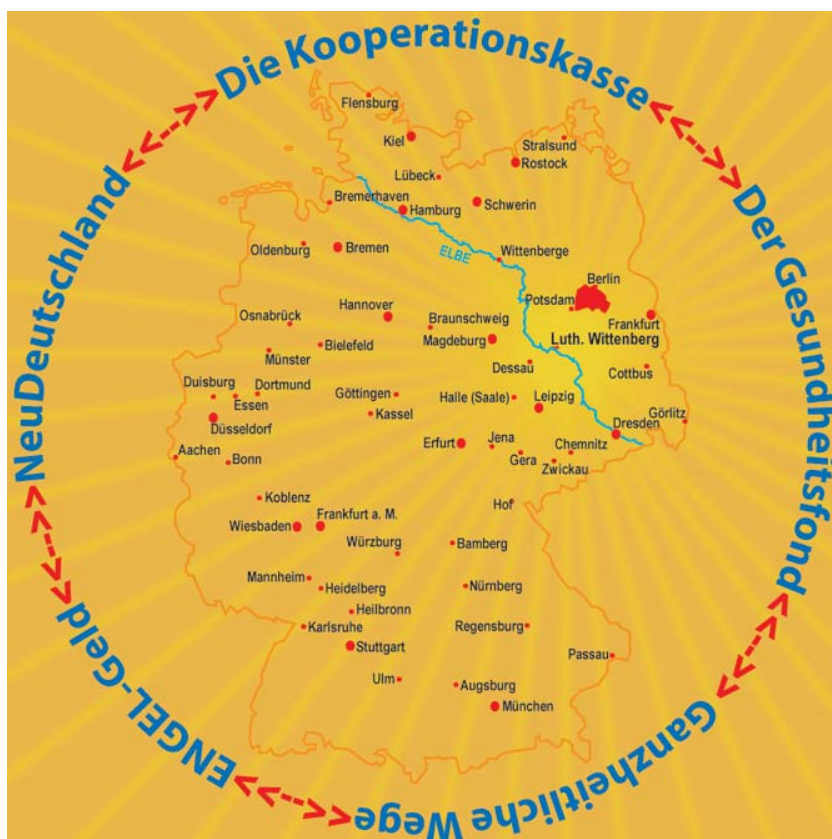 Die Kooperationskasse
Der Gesundheitsfond
Ganzheitliche Wege
ENGEL-Geld
NeuDeutschland
Flensburg
Kiel
Stralsund
Rostock
Lübeck
Bremerhaven
Hamburg
Schwerin
Oldenburg
Bremen
ELBE
Wittenberge
Berlin
Potsdam
Hannover
Braunschweig
Frankfurt
Osnabrück
Magdeburg
Luth. Wittenberg
Bielefeld
Münster
Dessau
Cottbus
Duisburg
Dortmund
Göttingen
Halle (Saale)
Leipzig
Essen
Kassel
Görlitz
Düsseldorf
Dresden
Aachen
Bonn
Erfurt
Jena
Chemnitz
Gera
Zwickau
Koblenz
Hof
Wiesbaden
Frankfurt a. M.
Würzburg
Bamberg
Mannheim
Heidelberg
Nürnberg
Heilbronn
Karlsruhe
Regensburg
Stuttgart
Passau
Ulm
Augsburg
München